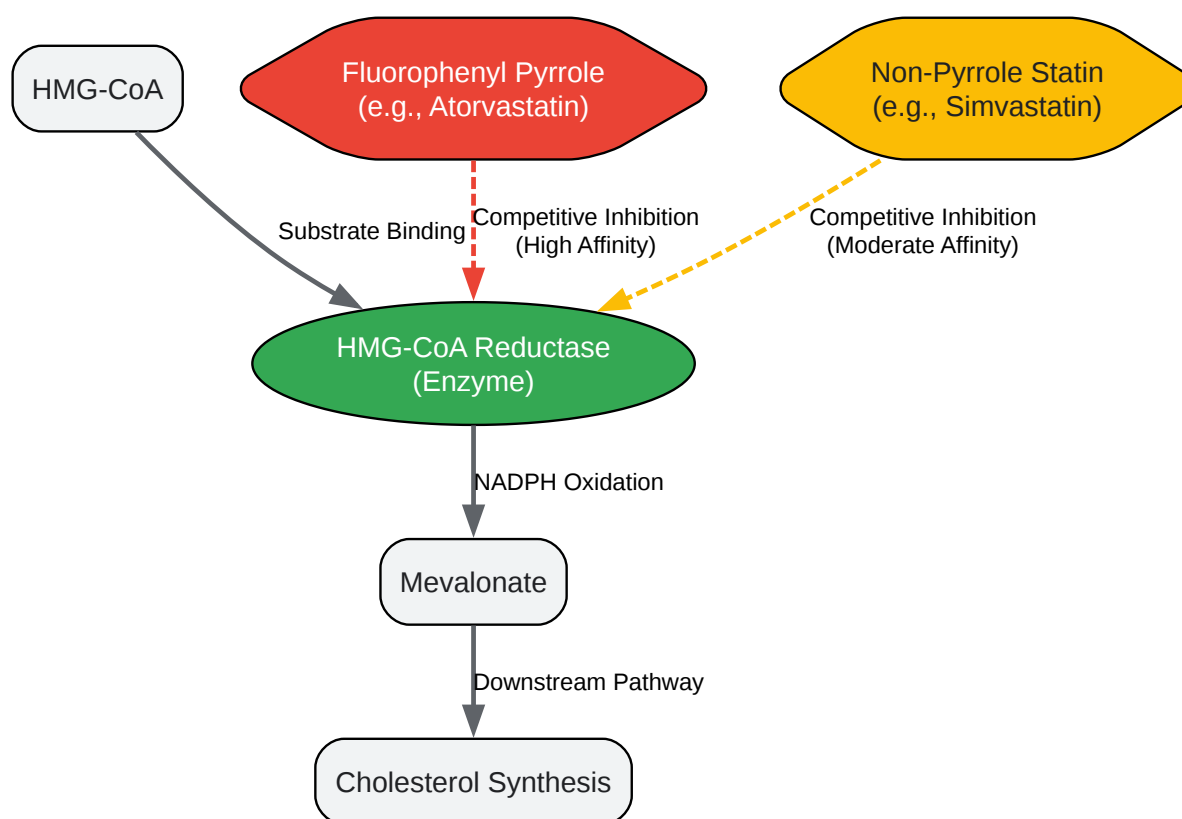 HMG-CoA
Fluorophenyl Pyrrole
(e.g., Atorvastatin)
Non-Pyrrole Statin
(e.g., Simvastatin)
Substrate Binding
Competitive Inhibition
(High Affinity)
Competitive Inhibition
(Moderate Affinity)
HMG-CoA Reductase
(Enzyme)
NADPH Oxidation
Mevalonate
Downstream Pathway
Cholesterol Synthesis